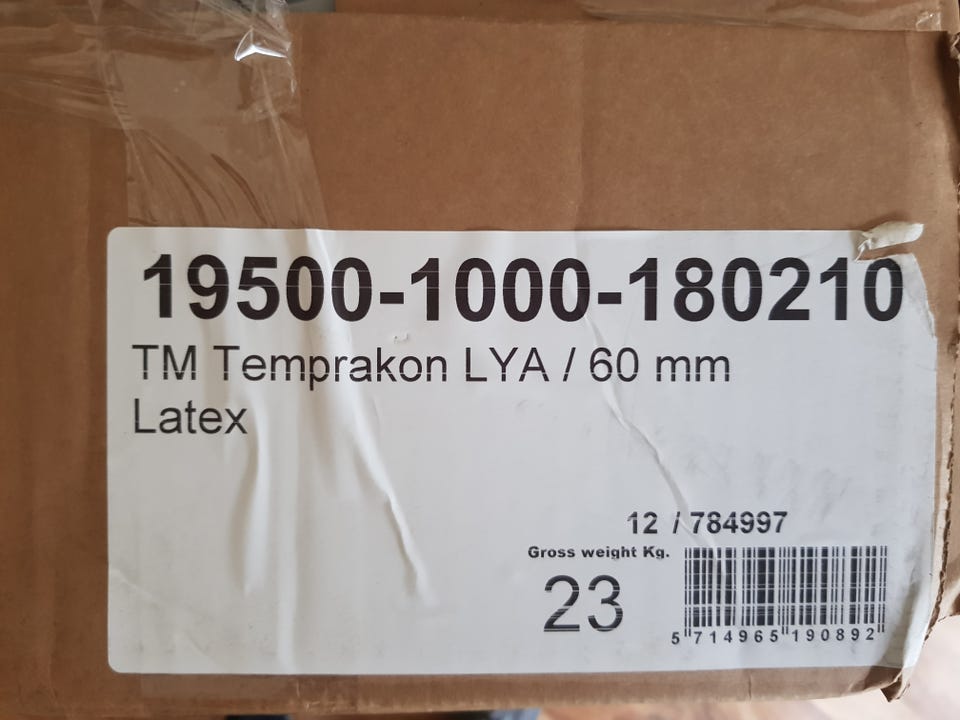 19500-1000-180210
TM Temprakon LYA / 60 mm
Latex
12 / 784997
Gross weight Kg.
23
5 714965 190892